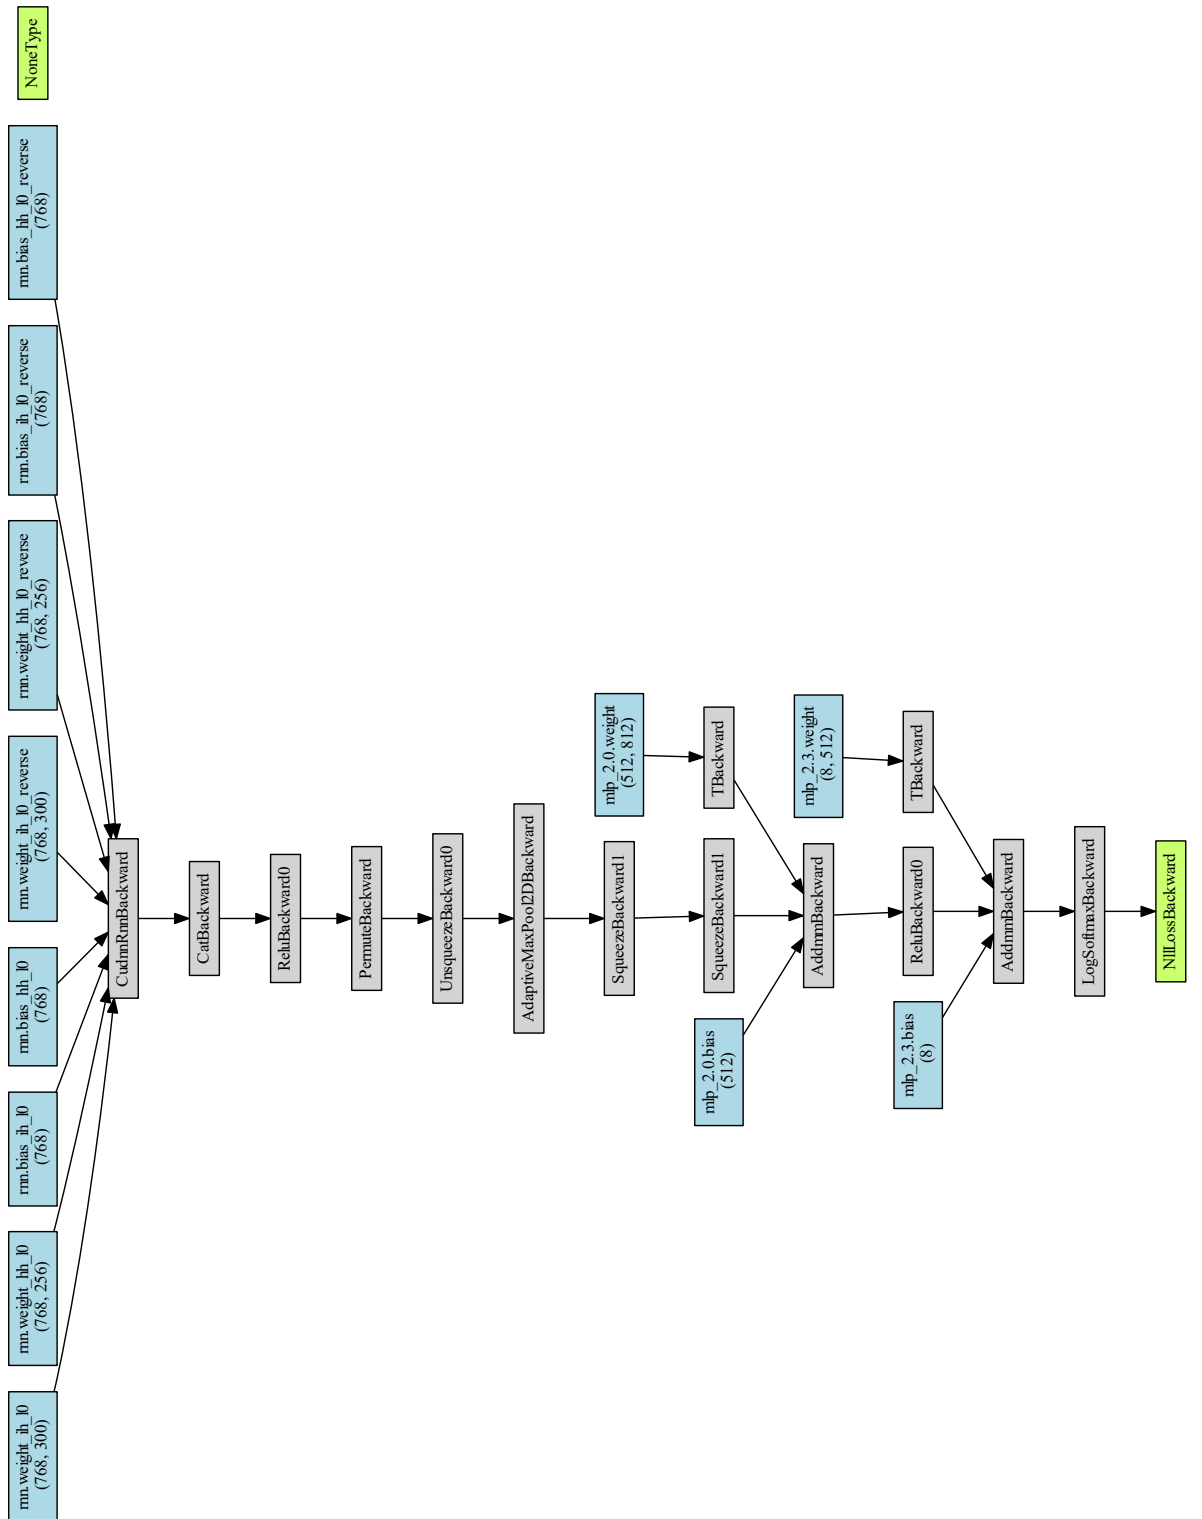 rnn.weight_ih_l0
(768, 300)
rnn.weight_hh_l0
(768, 256)
rnn.bias_ih_l0
(768)
rnn.bias_hh_l0
(768)
rnn.weight_ih_l0_reverse
(768, 300)
rnn.weight_hh_l0_reverse
(768, 256)
rnn.bias_ih_l0_reverse
(768)
rnn.bias_hh_l0_reverse
(768)
NoneType
CudnnRnnBackward
CatBackward
ReluBackward0
PermuteBackward
UnsqueezeBackward0
AdaptiveMaxPool2DBackward
SqueezeBackward1
mlp_2.0.weight
(512, 812)
mlp_2.0.bias
(512)
SqueezeBackward1
TBackward
AddmmBackward
mlp_2.3.weight
(8, 512)
mlp_2.3.bias
(8)
ReluBackward0
TBackward
AddmmBackward
LogSoftmaxBackward
NllLossBackward